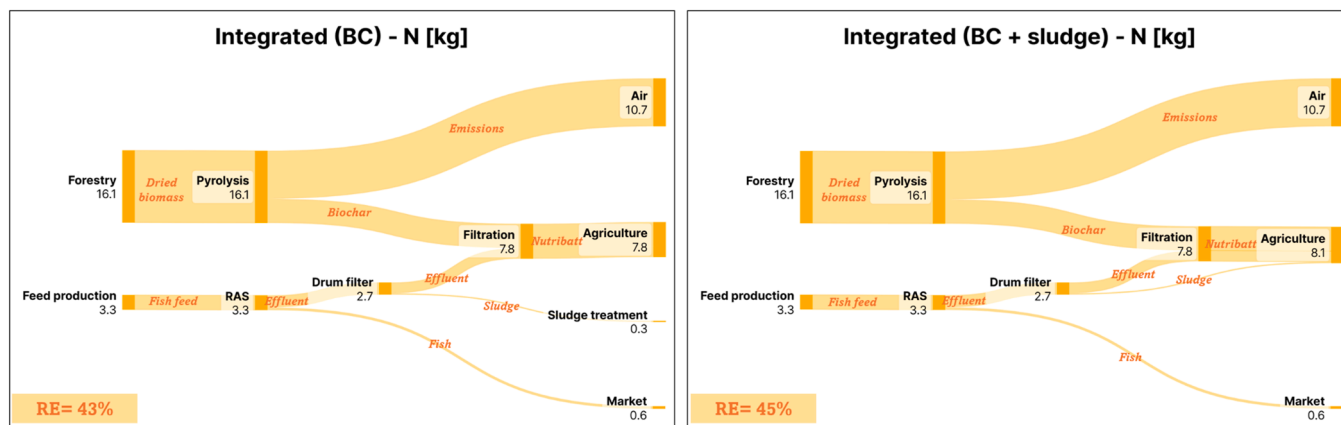 Integrated (BC) - N [kg]
Air
10.7
Emissions
Forestry
16.1
Dried
biomass
Pyrolysis
16.1
Biochar
Filtration
7.8
Nutribatt
Agriculture
7.8
Effluent
Drum filter
2.7
Feed production
3.3
Fish feed
RAS
3.3
Effluent
Sludge
Sludge treatment
0.3
Fish
Market
0.6
RE= 43%
Integrated (BC + sludge) - N [kg]
Air
10.7
Emissions
Forestry
16.1
Dried
biomass
Pyrolysis
16.1
Biochar
Filtration
7.8
Nutribatt
Agriculture
8.1
Effluent
Drum filter
2.7
Sludge
Feed production
3.3
Fish feed
RAS
3.3
Effluent
Fish
Market
0.6
RE= 45%